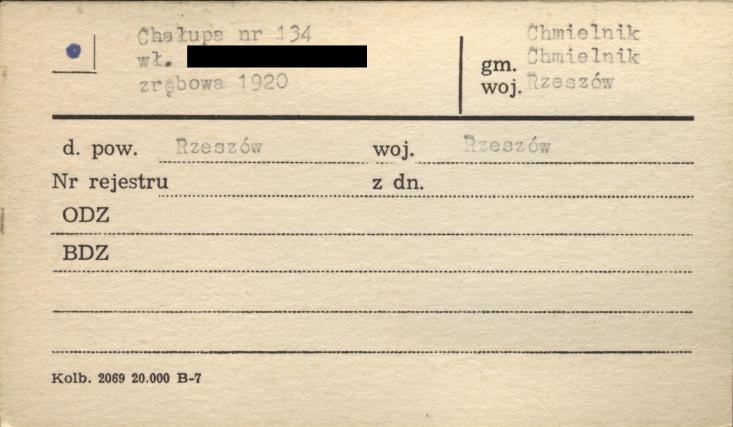 Chałupa nr 134
wł.
zrębowa 1920
Chmielnik
gm. Chmielnik
woj. Rzeszów
d. pow. Rzeszów woj. Rzeszów
Nr rejestru z dn.
ODZ
BDZ
Kolb. 2069 20.000 B-7